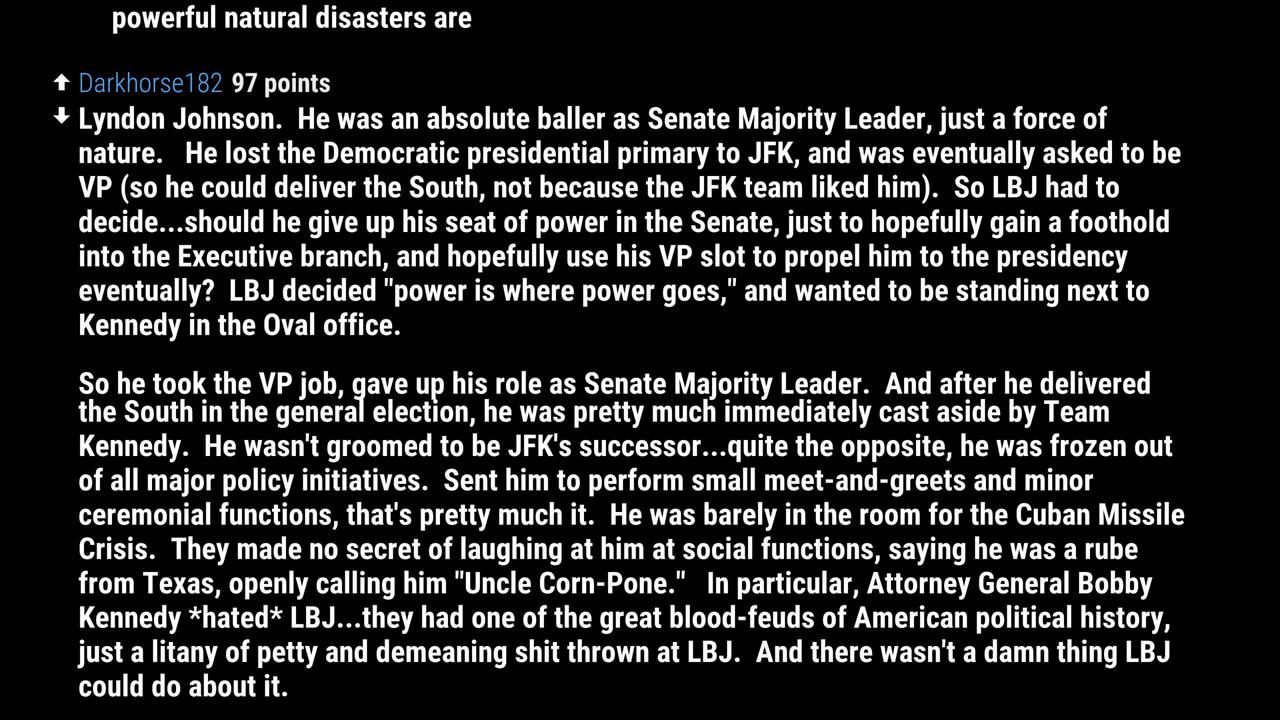 powerful natural disasters are
Darkhorse182 97 points
Lyndon Johnson. He was an absolute baller as Senate Majority Leader, just a force of
nature. He lost the Democratic presidential primary to JFK, and was eventually asked to be
VP (so he could deliver the South, not because the JFK team liked him). So LBJ had to
decide...should he give up his seat of power in the Senate, just to hopefully gain a foothold
into the Executive branch, and hopefully use his VP slot to propel him to the presidency
eventually? LBJ decided "power is where power goes," and wanted to be standing next to
Kennedy in the Oval office.
So he took the VP job, gave up his role as Senate Majority Leader. And after he delivered
the South in the general election, he was pretty much immediately cast aside by Team
Kennedy. He wasn't groomed to be JFK's successor...quite the opposite, he was frozen out
of all major policy initiatives. Sent him to perform small meet-and-greets and minor
ceremonial functions, that's pretty much it. He was barely in the room for the Cuban Missile
Crisis. They made no secret of laughing at him at social functions, saying he was a rube
from Texas, openly calling him "Uncle Corn-Pone." In particular, Attorney General Bobby
Kennedy *hated* LBJ...they had one of the great blood-feuds of American political history,
just a litany of petty and demeaning shit thrown at LBJ. And there wasn't a damn thing LBJ
could do about it.